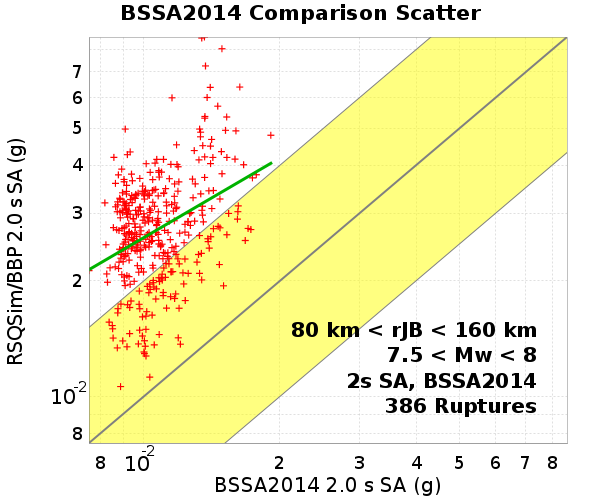 BSSA2014 Comparison Scatter
RSQSim/BBP 2.0 s SA (g)
7
6
5
4
3
2
10-2
8
80 km < rJB < 160 km
7.5 < Mw < 8
2s SA, BSSA2014
386 Ruptures
8 10-2 2 3 4 5 6 7 8
BSSA2014 2.0 s SA (g)